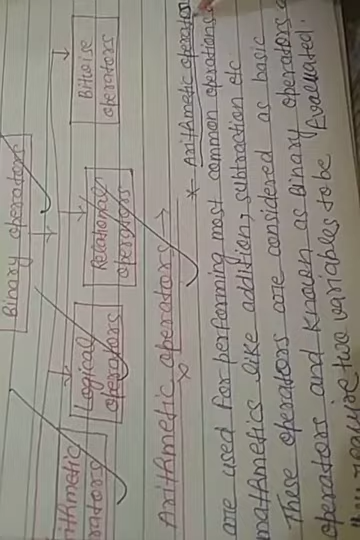 Binary operators
Arithmetic operators
Logical operators
Relational operators
Bitwise operators
Arithmetic operators →
* Arithmetic operators
are used for performing most common operations
mathmetics like addition, subtraction etc
These operators are considered as basic
operators and known as Binary operators
require two variables to be Evaluated.